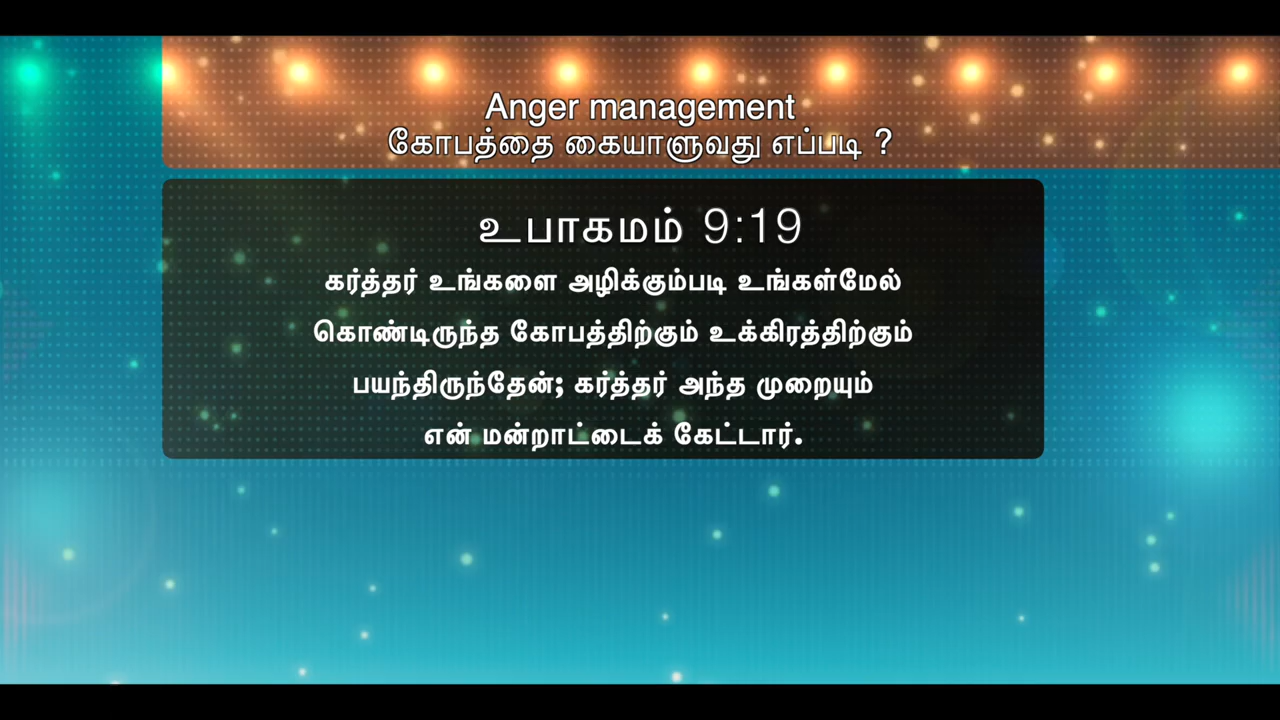 Anger management
கோபத்தை கையாளுவது எப்படி ?
உபாகமம் 9:19
கர்த்தர் உங்களை அழிக்கும்படி உங்கள்மேல்
கொண்டிருந்த கோபத்திற்கும் உக்கிரத்திற்கும்
பயந்திருந்தேன்; கர்த்தர் அந்த முறையும்
என் மன்றாட்டைக் கேட்டார்.